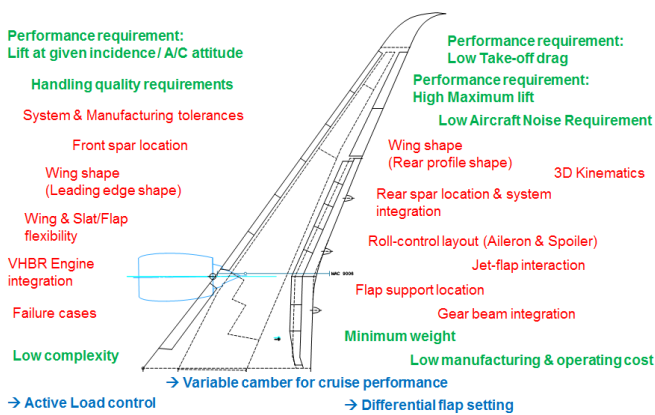 Performance requirement:
Lift at given incidence/ A/C attitude
Handling quality requirements
System & Manufacturing tolerances
Front spar location
Wing shape
(Leading edge shape)
Wing & Slat/Flap
flexibility
VHBR Engine
integration
Failure cases
Low complexity
Performance requirement:
Low Take-off drag
Performance requirement:
High Maximum lift
Low Aircraft Noise Requirement
Wing shape
(Rear profile shape)
3D Kinematics
Rear spar location & system
integration
Roll-control layout (Aileron & Spoiler)
Jet-flap interaction
Flap support location
Gear beam integration
Minimum weight
Low manufacturing & operating cost
→ Variable camber for cruise performance
→ Active Load control
→ Differential flap setting